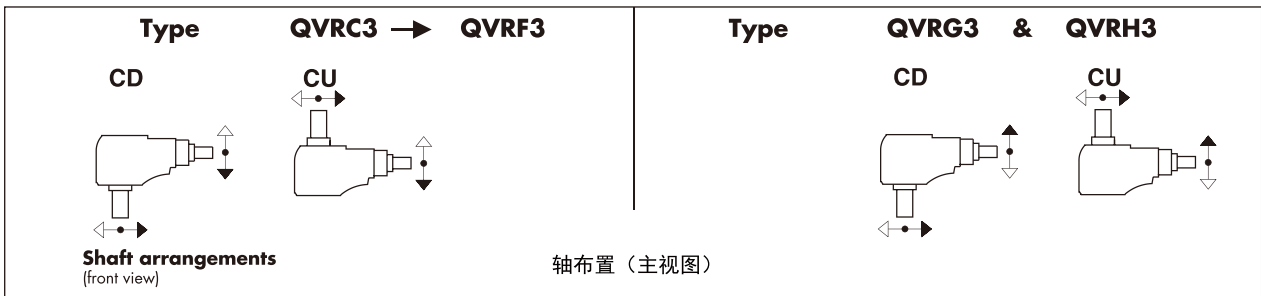 Type QVRC3 → QVRF3
CD CU
Type QVRG3 & QVRH3
CD CU
Shaft arrangements
(front view)
轴布置（主视图）